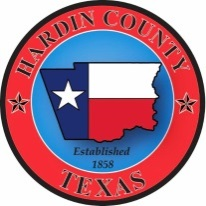 HARDIN COUNTY
Established
1858
TEXAS